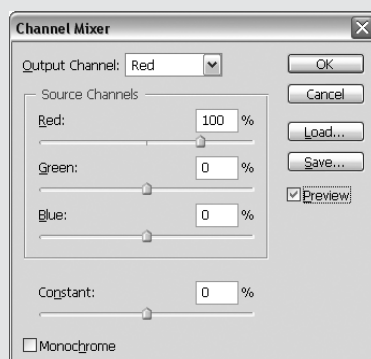 Channel Mixer
Output Channel: Red
OK
Source Channels
Cancel
Red: 100 %
Load...
Green: 0 %
Save...
Blue: 0 %
Preview
Constant: 0 %
Monochrome